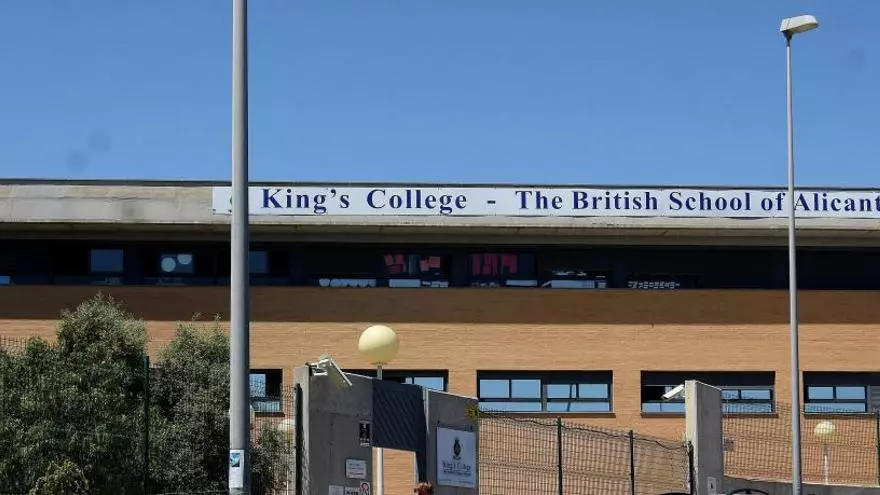 King's College - The British School of Alicant
King's College